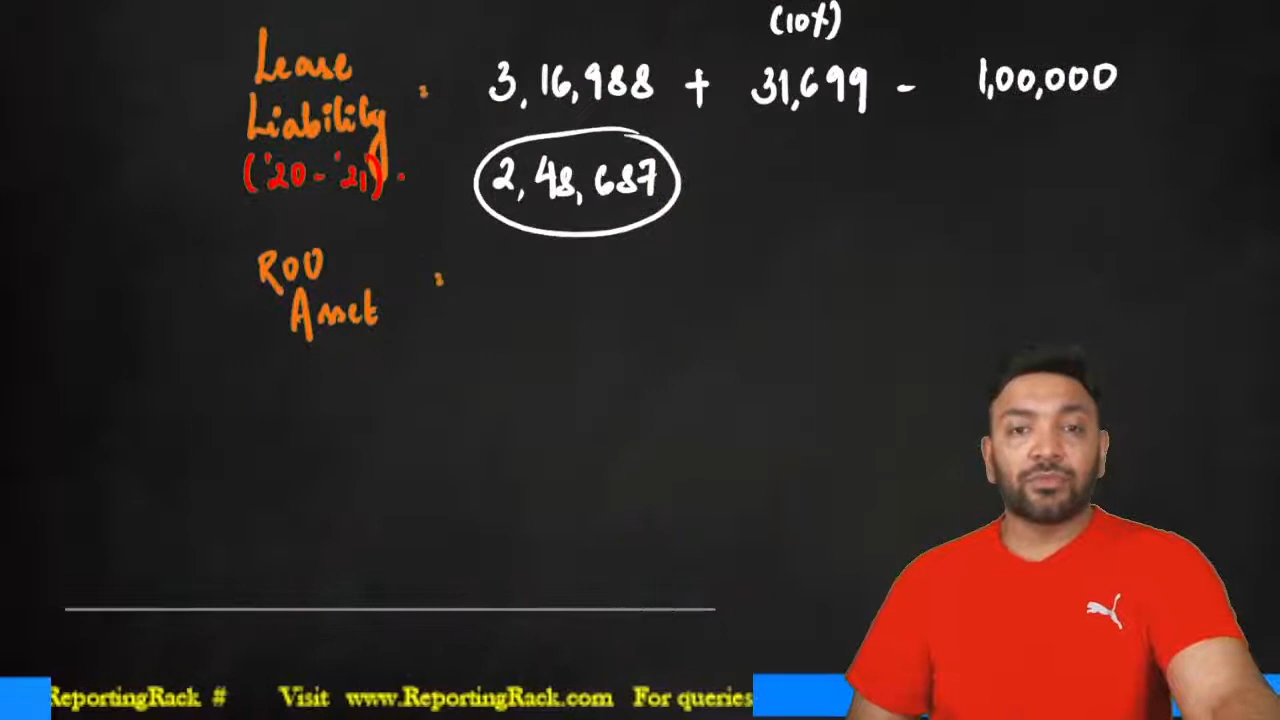 (10%)
Lease 3,16,988 + 31,699 - 1,00,000
Liability :
('20-'21). 2,48,687
ROU :
Asset
ReportingRack # Visit www.ReportingRack.com For queries